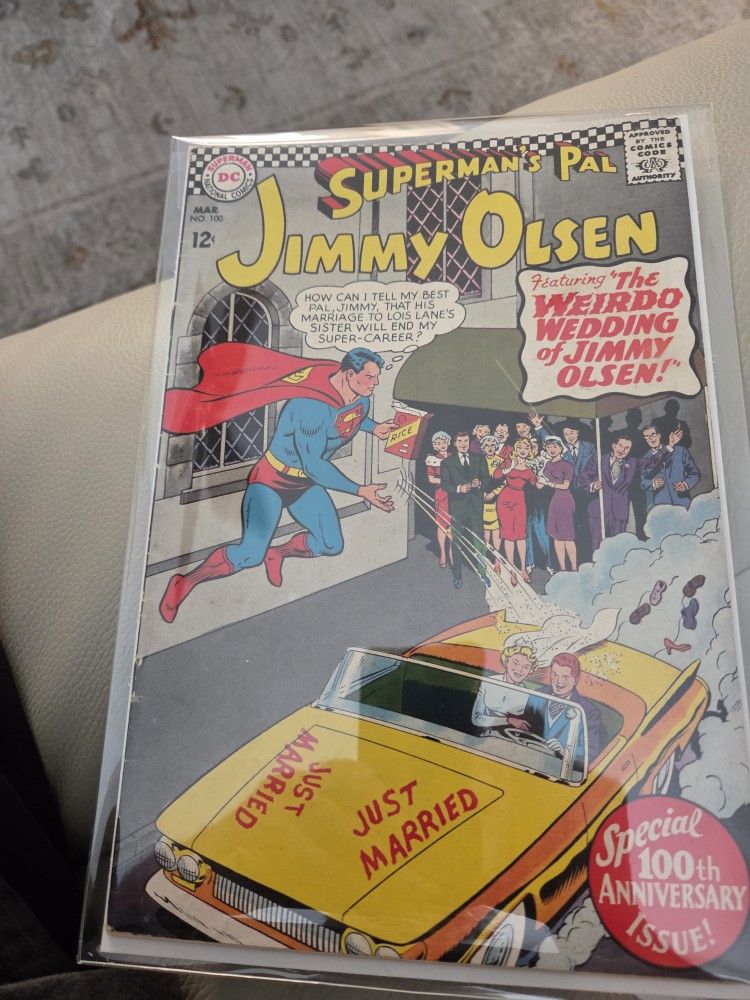 SUPERMAN
DC
NATIONAL COMICS
MAR.
NO. 100
12¢
SUPERMAN'S PAL
JIMMY OLSEN
APPROVED
BY THE
COMICS
CODE
CA
AUTHORITY
HOW CAN I TELL MY BEST
PAL, JIMMY, THAT HIS
MARRIAGE TO LOIS LANE'S
SISTER WILL END MY
SUPER-CAREER?
Featuring "The
WEIRDO
WEDDING
of JIMMY
OLSEN!"
S
RICE
JUST
MARRIED
JUST
MARRIED
Special
100th
ANNIVERSARY
ISSUE!